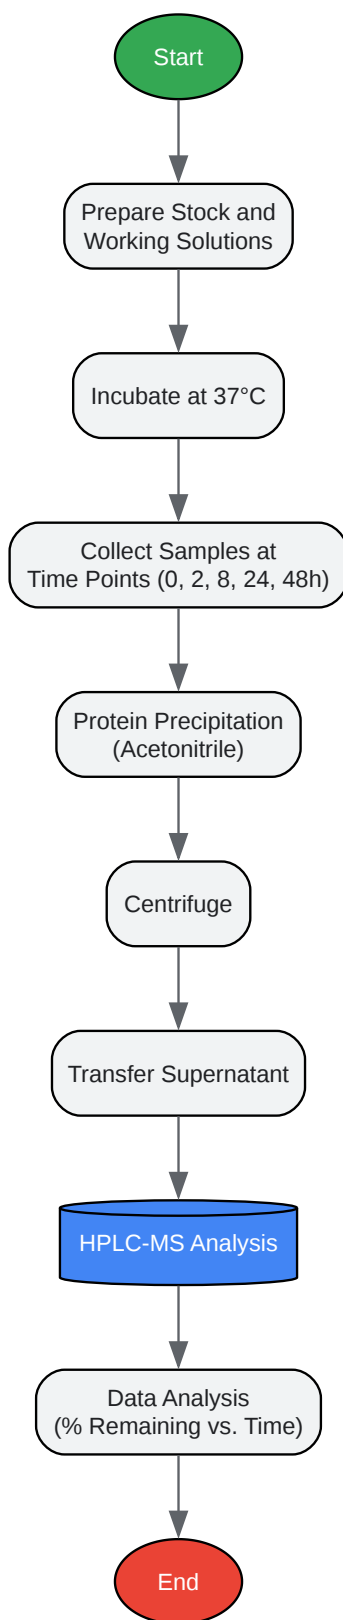 Start
Prepare Stock and
Working Solutions
Incubate at 37°C
Collect Samples at
Time Points (0, 2, 8, 24, 48h)
Protein Precipitation
(Acetonitrile)
Centrifuge
Transfer Supernatant
HPLC-MS Analysis
Data Analysis
(% Remaining vs. Time)
End